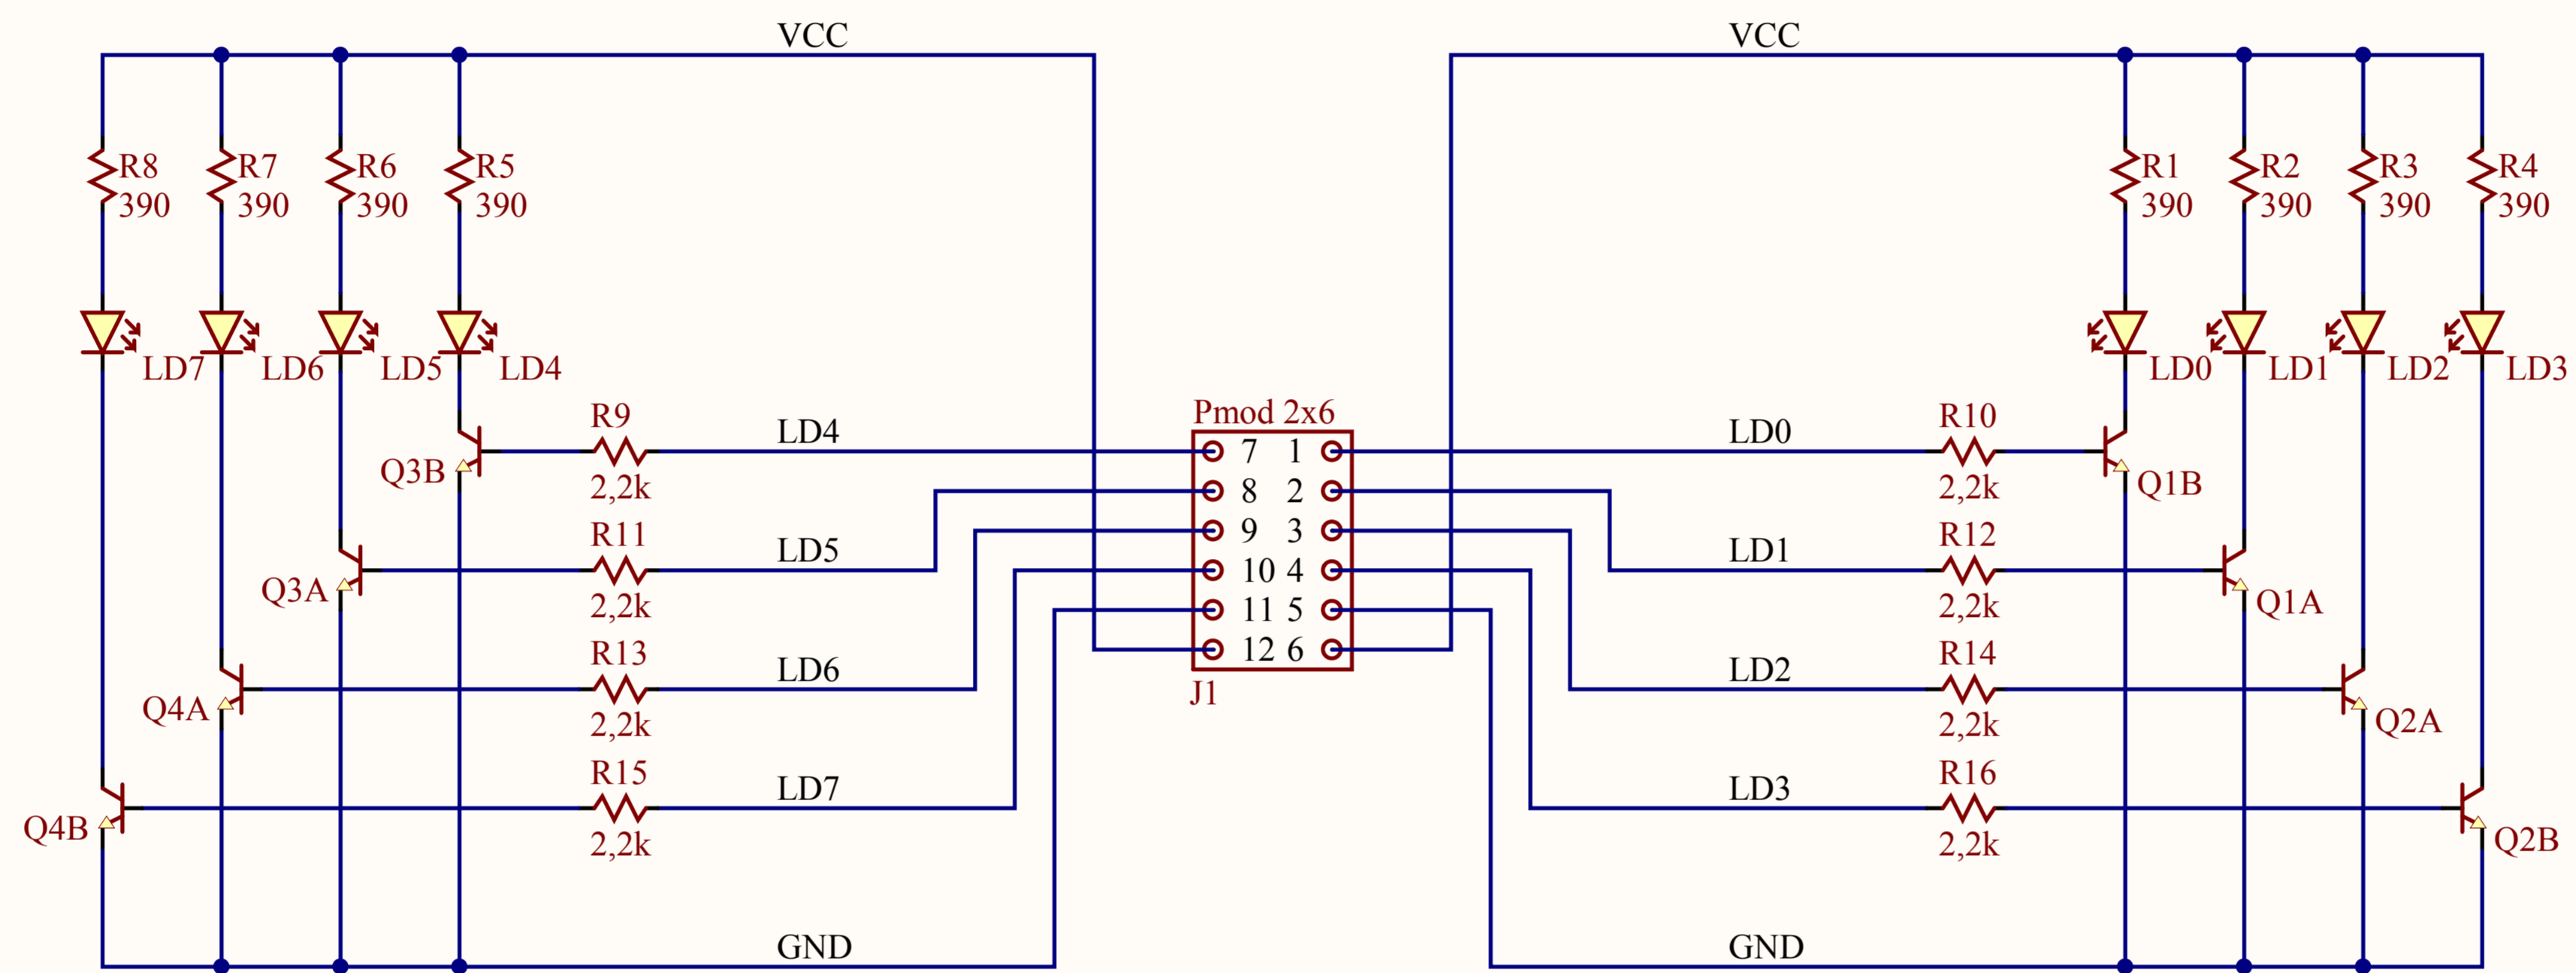 VCC VCC
R8 R7 R6 R5 R1 R2 R3 R4
390 390 390 390 390 390 390 390
LD7 LD6 LD5 LD4 LD0 LD1 LD2 LD3
Pmod 2x6
R9 LD4 7 1 LD0 R10
Q3B 2,2k 8 2 2,2k Q1B
R11 LD5 9 3 LD1 R12
Q3A 2,2k 10 4 2,2k Q1A
11 5
R13 LD6 12 6 LD2 R14
Q4A 2,2k J1 2,2k Q2A
R15 LD7 LD3 R16
Q4B 2,2k 2,2k Q2B
GND GND